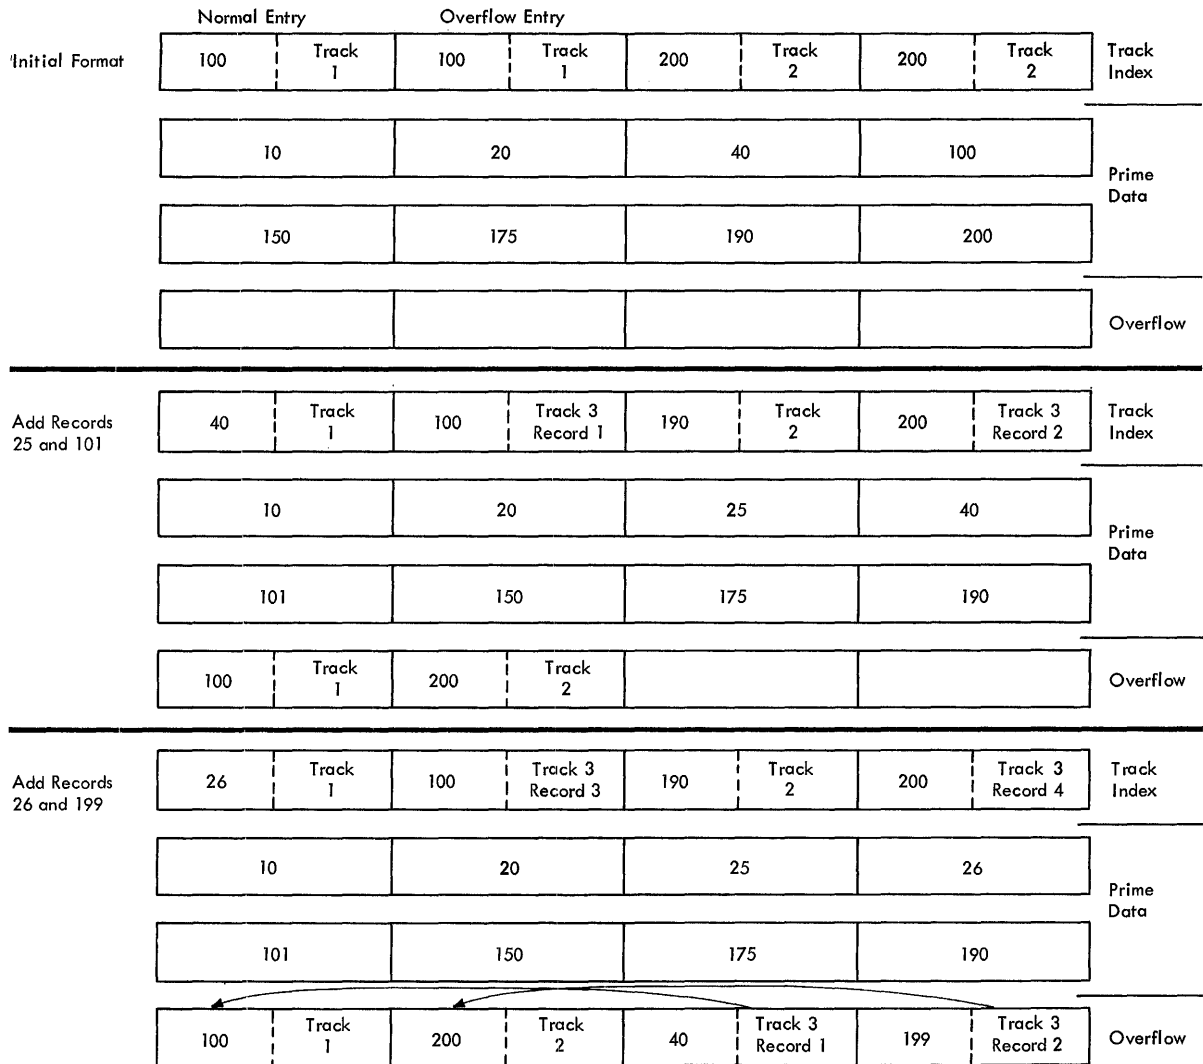 Normal Entry Overflow Entry
Initial Format 100 Track 1 100 Track 1 200 Track 2 200 Track 2 Track Index
10 20 40 100
Prime Data
150 175 190 200
Overflow
Add Records 25 and 101 40 Track 1 100 Track 3 Record 1 190 Track 2 200 Track 3 Record 2 Track Index
10 20 25 40
Prime Data
101 150 175 190
100 Track 1 200 Track 2 Overflow
Add Records 26 and 199 26 Track 1 100 Track 3 Record 3 190 Track 2 200 Track 3 Record 4 Track Index
10 20 25 26
Prime Data
101 150 175 190
100 Track 1 200 Track 2 40 Track 3 Record 1 199 Track 3 Record 2 Overflow